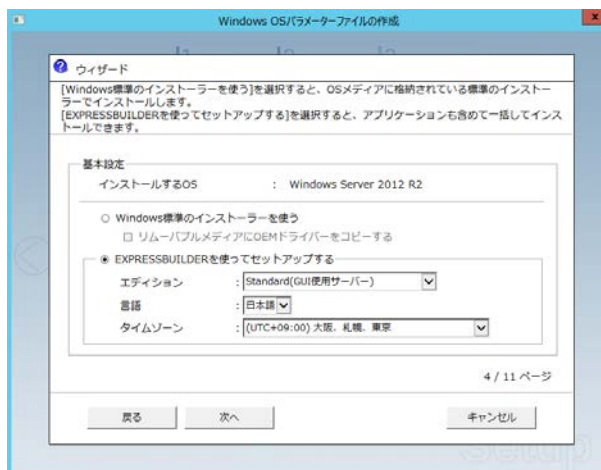 Windows OSパラメーターファイルの作成
x
ウィザード
[Windows標準のインストーラーを使う]を選択すると、OSメディアに格納されている標準のインストー
ラーでインストールします。
[EXPRESSBUILDERを使ってセットアップする]を選択すると、アプリケーションも含めて一括してインス
トールできます。
基本設定
インストールするOS : Windows Server 2012 R2
Windows標準のインストーラーを使う
リムーバブルメディアにOEMドライバーをコピーする
EXPRESSBUILDERを使ってセットアップする
エディション : Standard(GUI使用サーバー)
言語 : 日本語
タイムゾーン : (UTC+09:00) 大阪、札幌、東京
4 / 11 ページ
戻る 次へ キャンセル
Setup